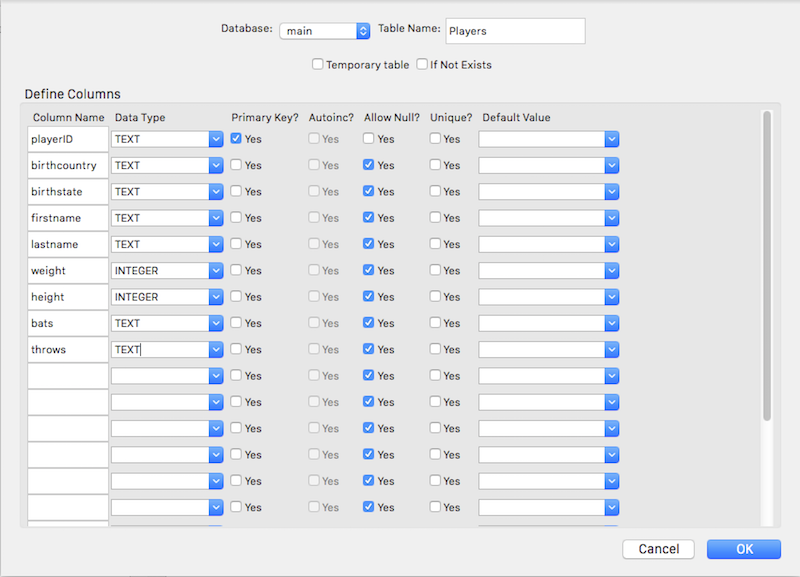 Database: main Table Name: Players
Temporary table If Not Exists
Define Columns
Column Name Data Type Primary Key? Autoinc? Allow Null? Unique? Default Value
playerID TEXT Yes Yes Yes Yes
birthcountry TEXT Yes Yes Yes Yes
birthstate TEXT Yes Yes Yes Yes
firstname TEXT Yes Yes Yes Yes
lastname TEXT Yes Yes Yes Yes
weight INTEGER Yes Yes Yes Yes
height INTEGER Yes Yes Yes Yes
bats TEXT Yes Yes Yes Yes
throws TEXT Yes Yes Yes Yes
Yes Yes Yes Yes
Yes Yes Yes Yes
Yes Yes Yes Yes
Yes Yes Yes Yes
Yes Yes Yes Yes
Yes Yes Yes Yes
Cancel OK